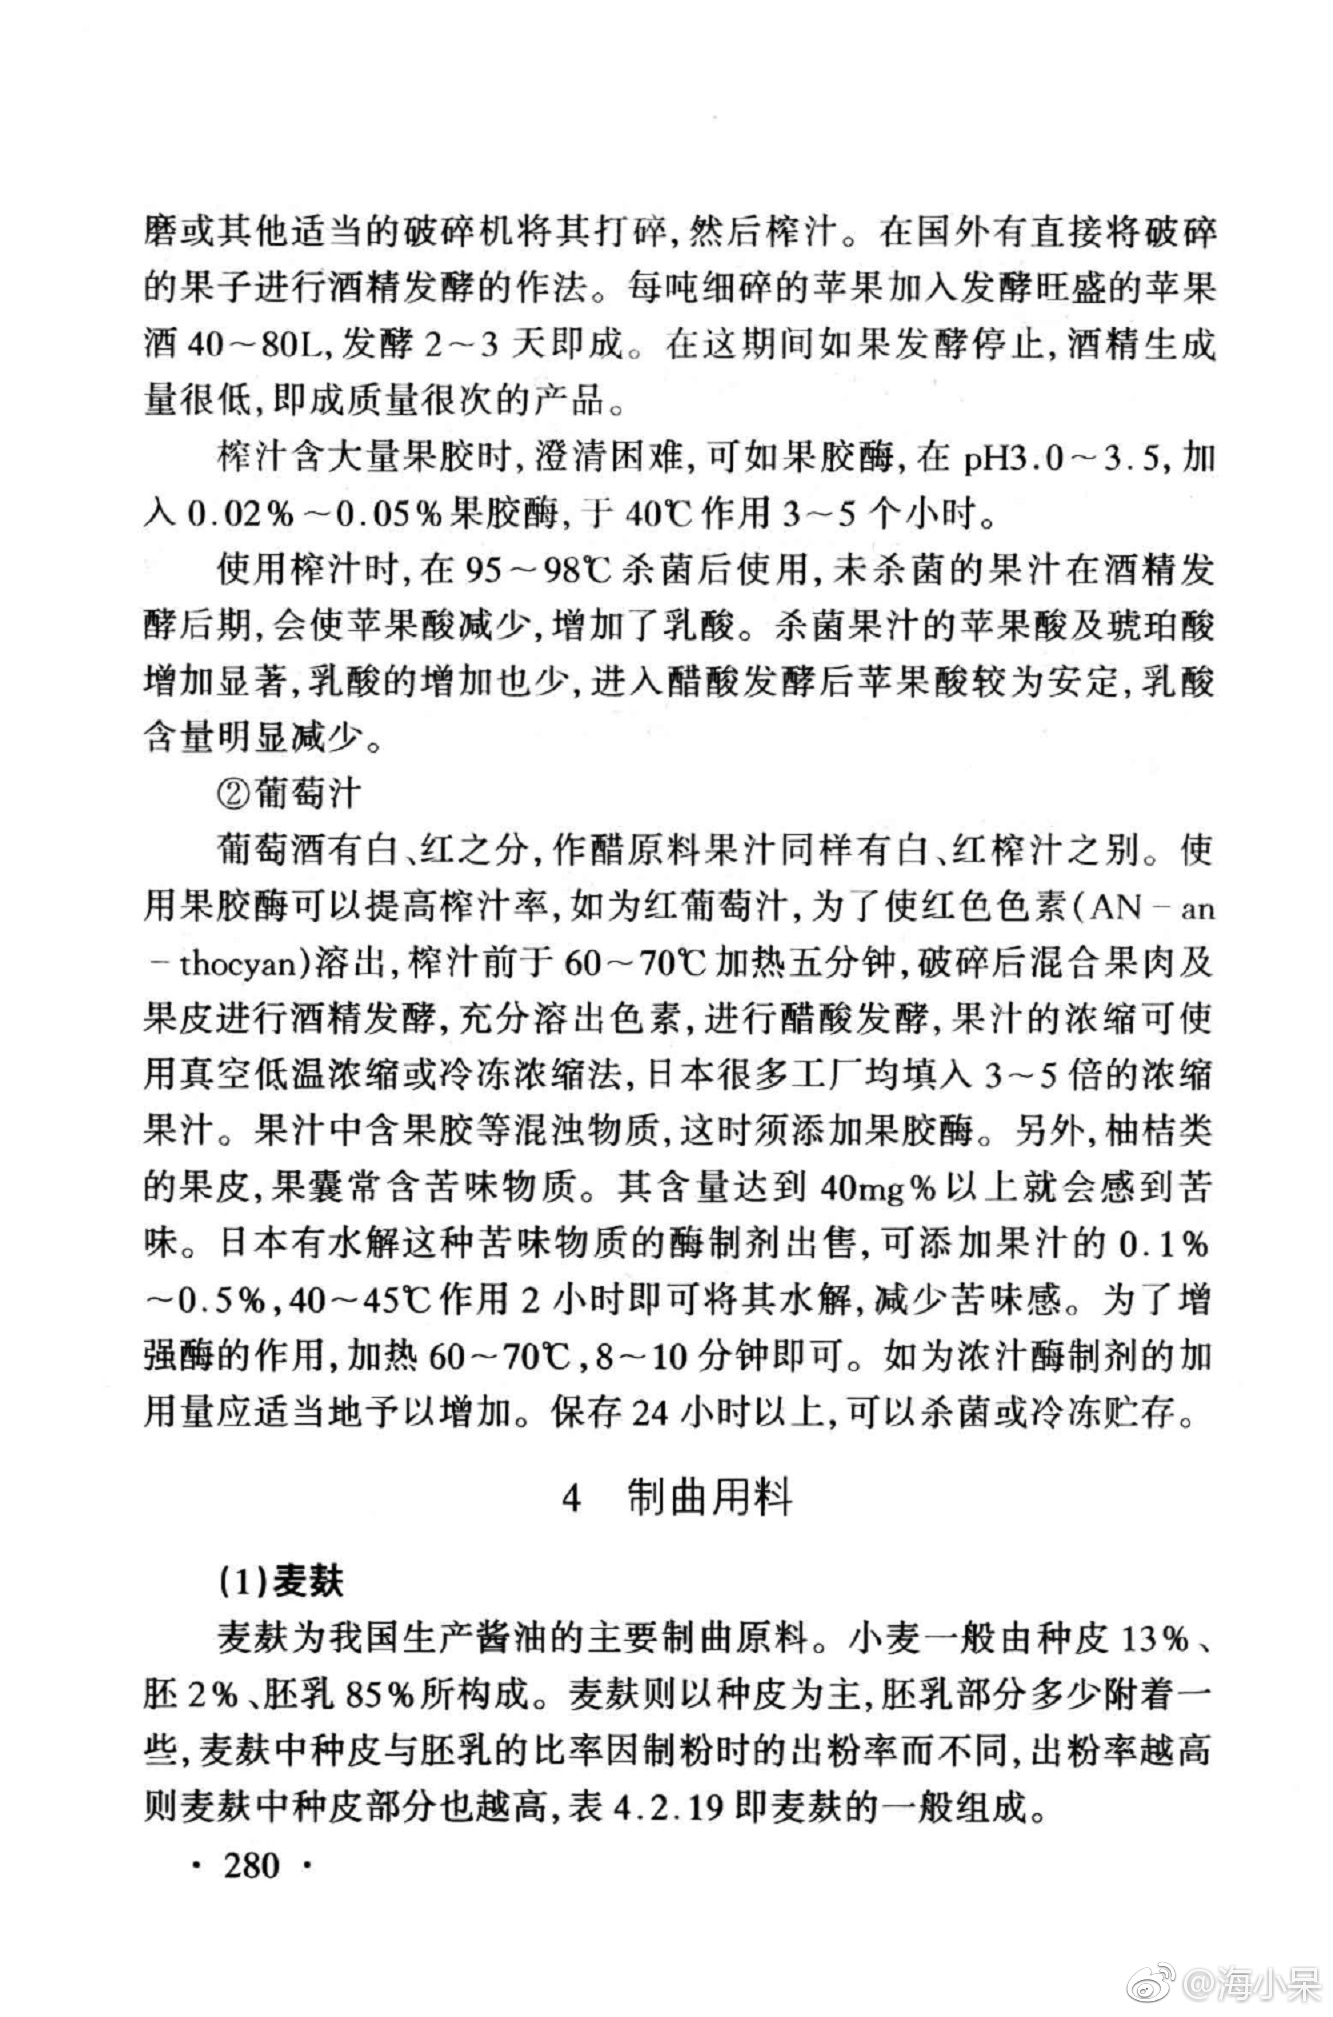 磨或其他适当的破碎机将其打碎,然后榨汁。在国外有直接将破碎
的果子进行酒精发酵的作法。每吨细碎的苹果加入发酵旺盛的苹果
酒40～80L,发酵2～3天即成。在这期间如果发酵停止,酒精生成
量很低,即成质量很次的产品。
榨汁含大量果胶时,澄清困难,可如果胶酶,在pH3.0～3.5,加
入0.02%～0.05%果胶酶,于40℃作用3～5个小时。
使用榨汁时,在95～98℃杀菌后使用,未杀菌的果汁在酒精发
酵后期,会使苹果酸减少,增加了乳酸。杀菌果汁的苹果酸及琥珀酸
增加显著,乳酸的增加也少,进入醋酸发酵后苹果酸较为安定,乳酸
含量明显减少。
②葡萄汁
葡萄酒有白、红之分,作醋原料果汁同样有白、红榨汁之别。使
用果胶酶可以提高榨汁率,如为红葡萄汁,为了使红色色素(AN－an
－thocyan)溶出,榨汁前于60～70℃加热五分钟,破碎后混合果肉及
果皮进行酒精发酵,充分溶出色素,进行醋酸发酵,果汁的浓缩可使
用真空低温浓缩或冷冻浓缩法,日本很多工厂均填入3～5倍的浓缩
果汁。果汁中含果胶等混浊物质,这时须添加果胶酶。另外,柚桔类
的果皮,果囊常含苦味物质。其含量达到40mg%以上就会感到苦
味。日本有水解这种苦味物质的酶制剂出售,可添加果汁的0.1%
～0.5%,40～45℃作用2小时即可将其水解,减少苦味感。为了增
强酶的作用,加热60～70℃,8～10分钟即可。如为浓汁酶制剂的加
用量应适当地予以增加。保存24小时以上,可以杀菌或冷冻贮存。
4 制曲用料
(1)麦麸
麦麸为我国生产酱油的主要制曲原料。小麦一般由种皮13%、
胚2%、胚乳85%所构成。麦麸则以种皮为主,胚乳部分多少附着一
些,麦麸中种皮与胚乳的比率因制粉时的出粉率而不同,出粉率越高
则麦麸中种皮部分也越高,表4.2.19即麦麸的一般组成。
· 280 ·
@海小呆